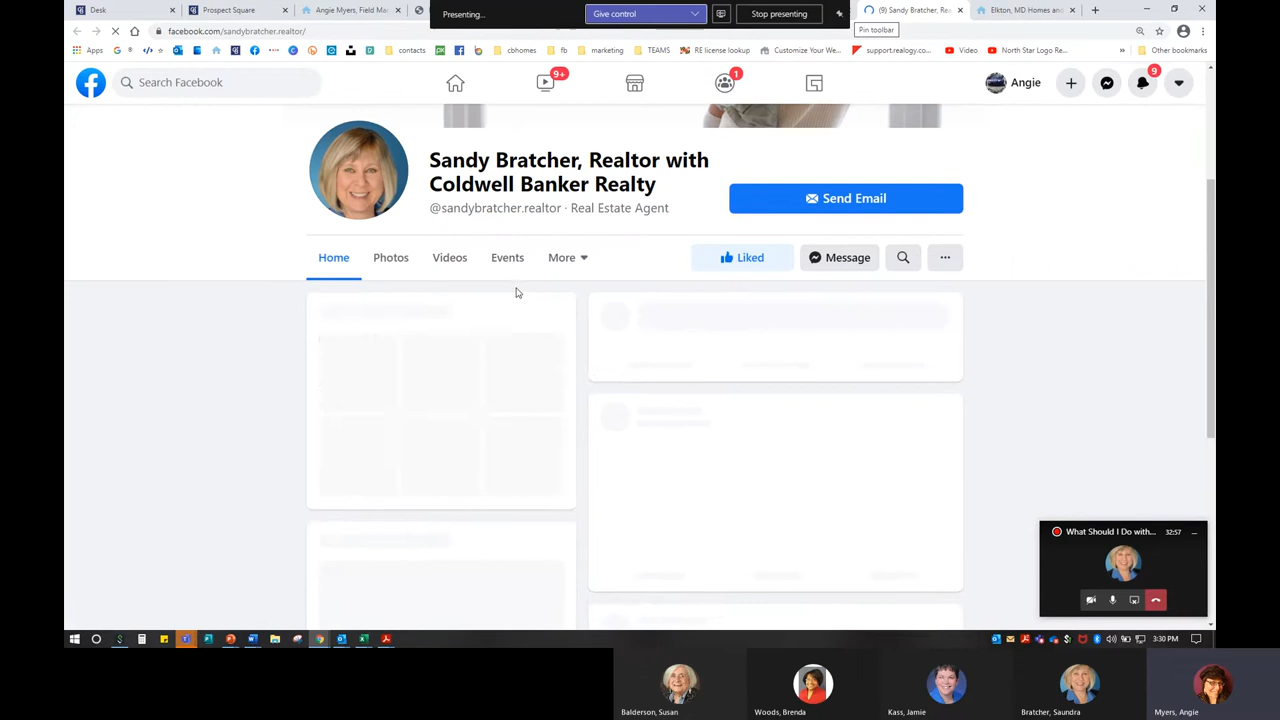 Desk
Prospect Square
Angie Myers, Field Mar
Presenting...
Give control
Stop presenting
(9) Sandy Bratcher, Rea
Elkton, MD Homes and
facebook.com/sandybratcher.realtor/
Pin toolbar
Apps
contacts
cbhomes
fb
marketing
TEAMS
RE license lookup
Customize Your We...
support.realogy.co...
Video
North Star Logo Re...
Other bookmarks
Search Facebook
9+
1
Angie
9
Sandy Bratcher, Realtor with
Coldwell Banker Realty
@sandybratcher.realtor · Real Estate Agent
Send Email
Home
Photos
Videos
Events
More
Liked
Message
What Should I Do with...
32:57
3:30 PM
Balderson, Susan
Woods, Brenda
Kass, Jamie
Bratcher, Saundra
Myers, Angie